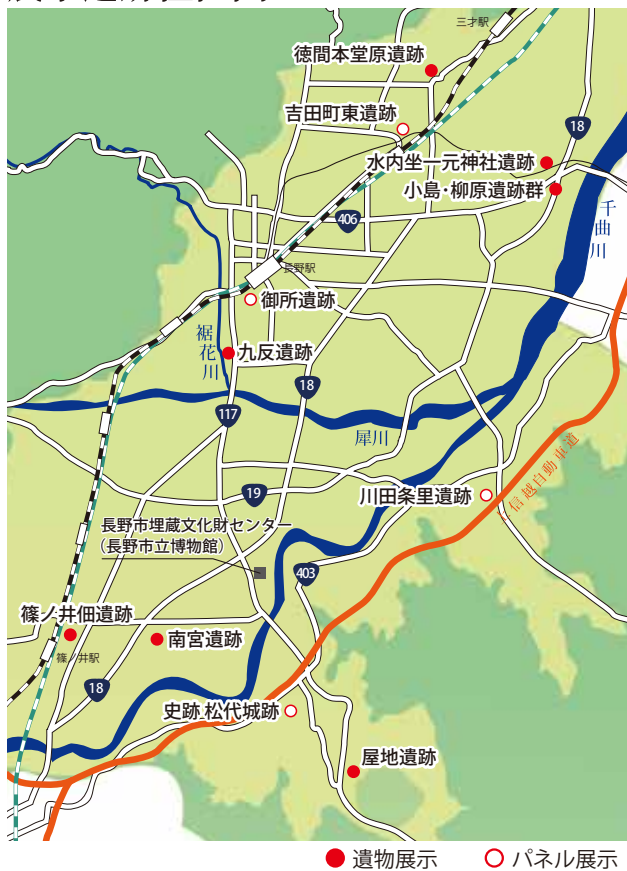 三才駅
徳間本堂原遺跡
吉田町東遺跡
18
水内坐一元神社遺跡
小島・柳原遺跡群
406
千曲川
長野駅
御所遺跡
裾花川
九反遺跡
18
117
犀川
上信越自動車道
19
川田条里遺跡
長野市埋蔵文化財センター
(長野市立博物館)
403
篠ノ井佃遺跡
南宮遺跡
篠ノ井駅
18
史跡 松代城跡
屋地遺跡
遺物展示
パネル展示